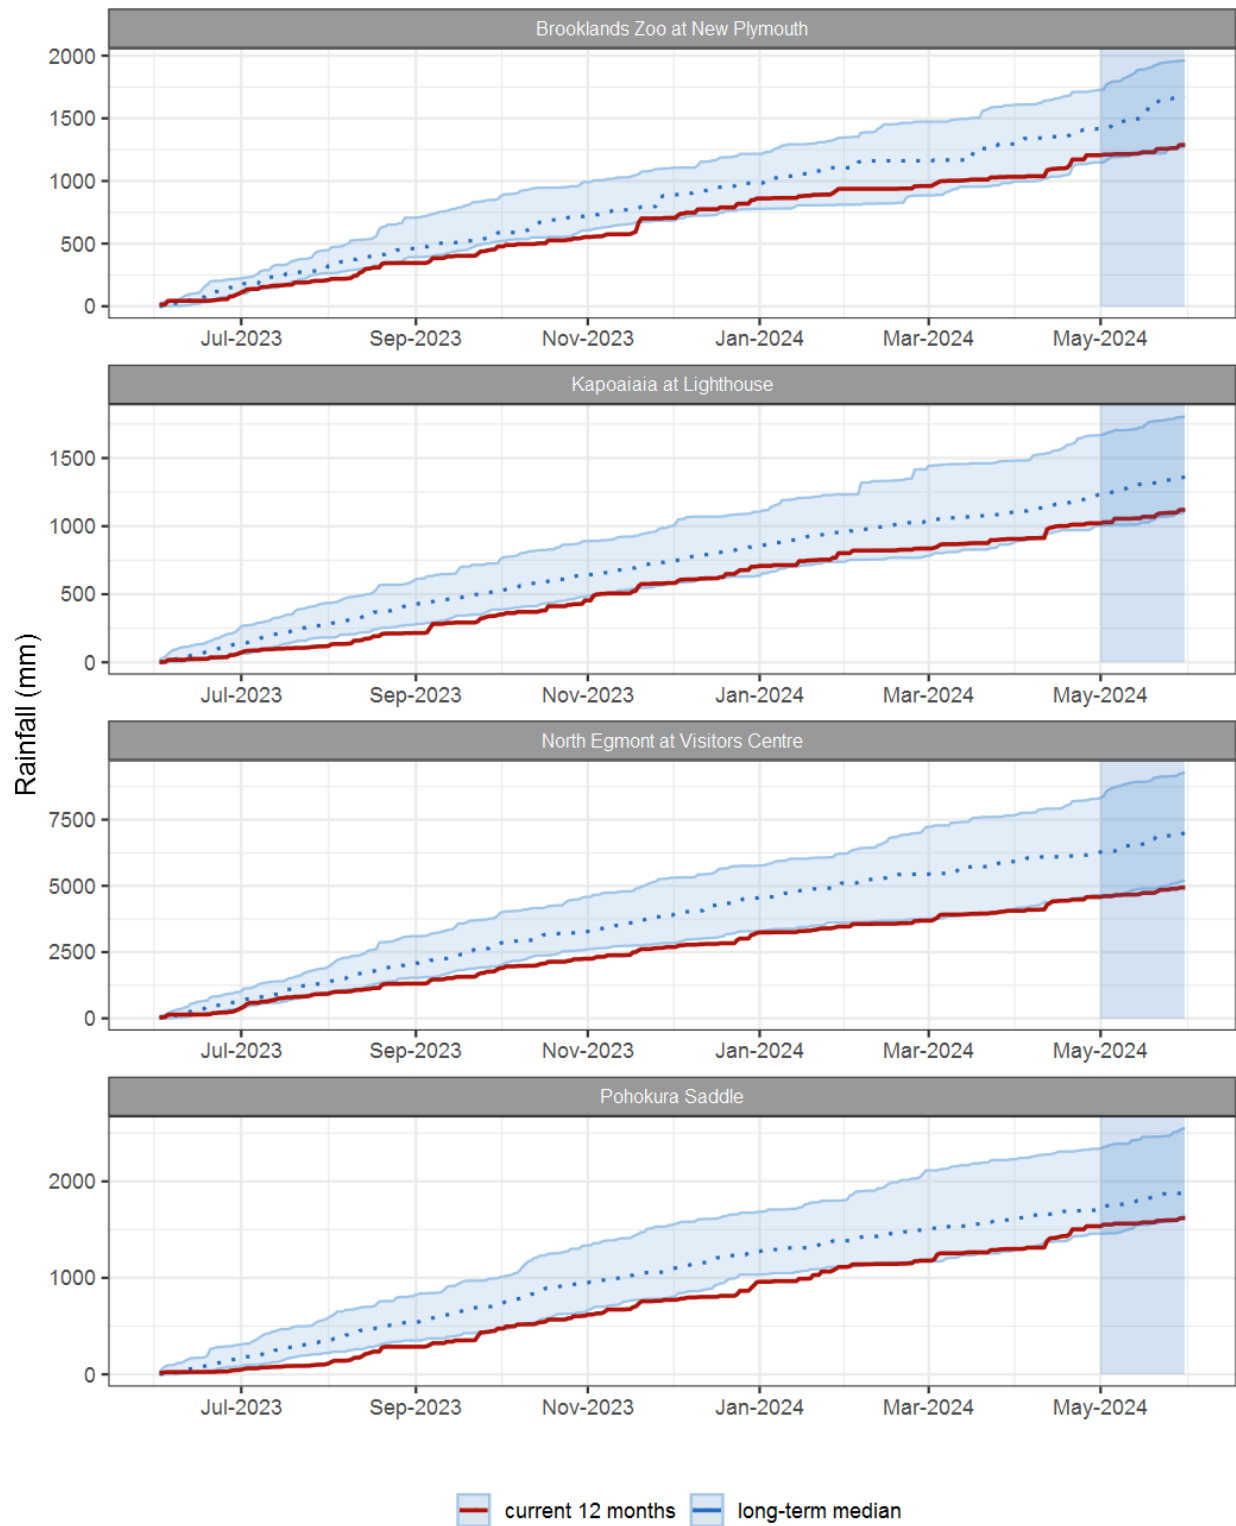 Brooklands Zoo at New Plymouth
2000
1500
1000
500
0
Jul-2023 Sep-2023 Nov-2023 Jan-2024 Mar-2024 May-2024
Kapoaiaia at Lighthouse
1500
1000
500
0
Jul-2023 Sep-2023 Nov-2023 Jan-2024 Mar-2024 May-2024
Rainfall (mm)
North Egmont at Visitors Centre
7500
5000
2500
0
Jul-2023 Sep-2023 Nov-2023 Jan-2024 Mar-2024 May-2024
Pohokura Saddle
2000
1000
0
Jul-2023 Sep-2023 Nov-2023 Jan-2024 Mar-2024 May-2024
current 12 months long-term median